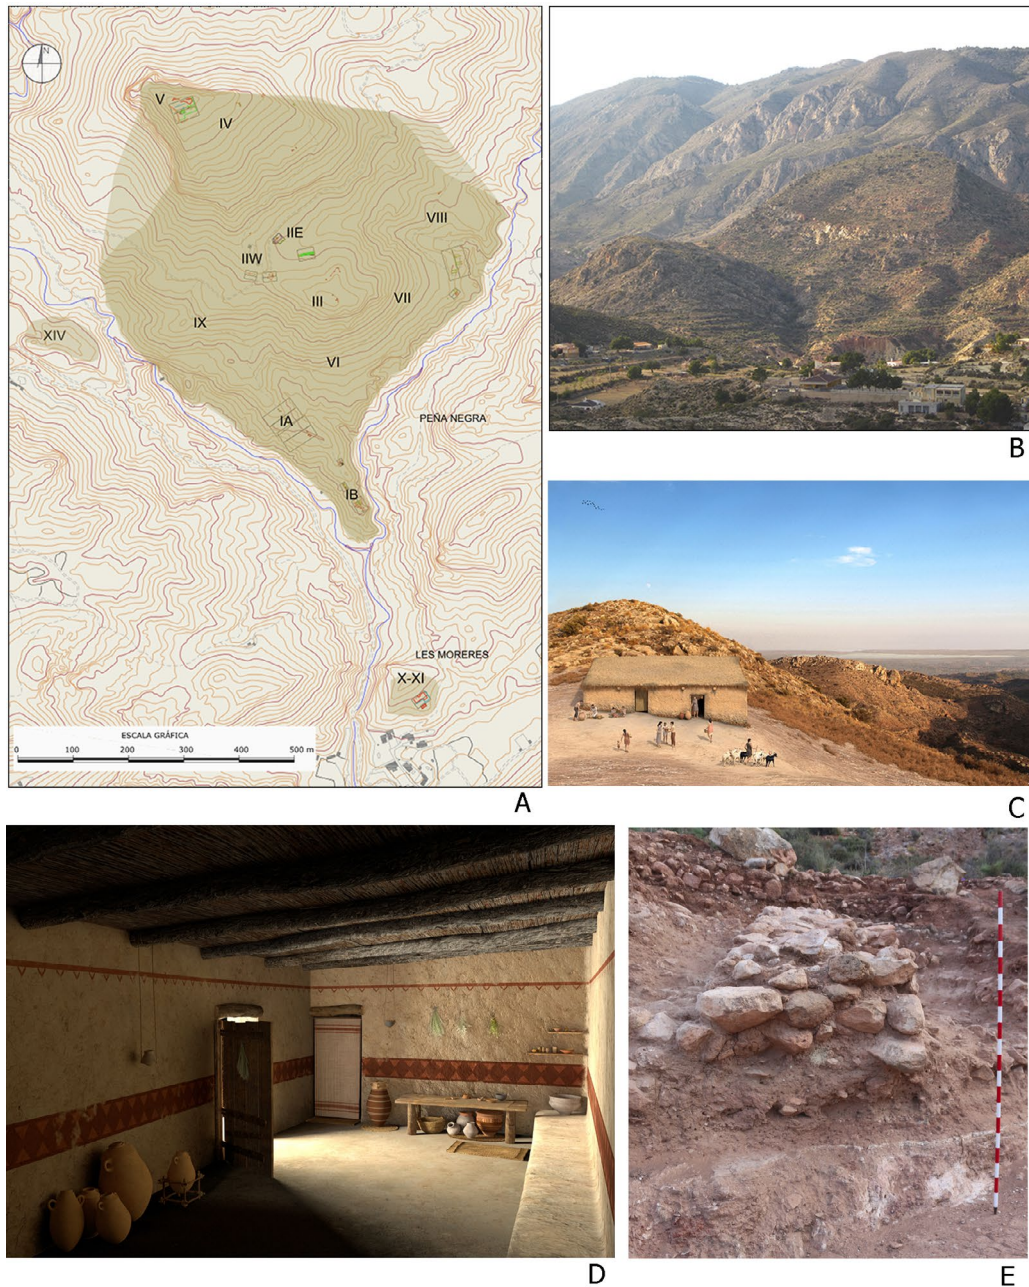 N
V
IV
VIII
IIE
IIW
III
VII
IX
XIV
VI
IA
PEÑA NEGRA
IB
LES MORERES
X-XI
ESCALA GRÁFICA
0 100 200 300 400 500 m
A
B
C
D
E